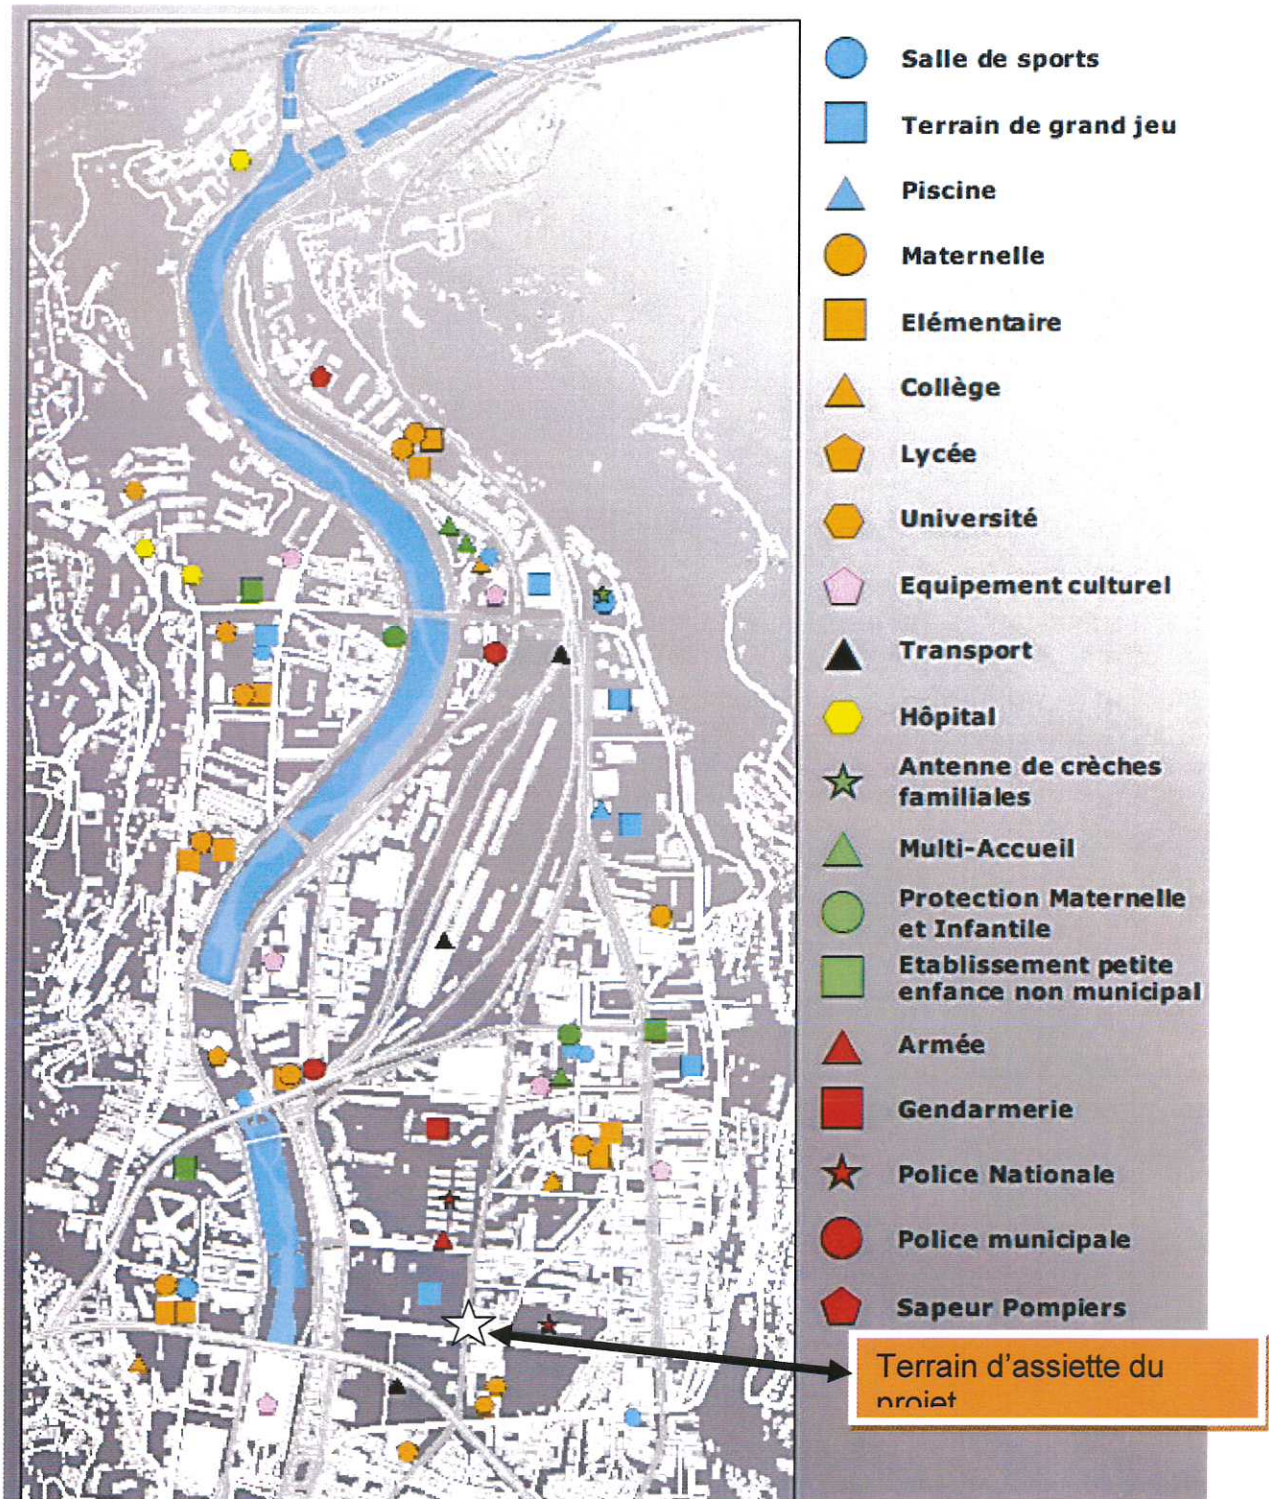 Salle de sports
Terrain de grand jeu
Piscine
Maternelle
Elémentaire
Collège
Lycée
Université
Equipement culturel
Transport
Hôpital
Antenne de crèches
familiales
Multi-Accueil
Protection Maternelle
et Infantile
Etablissement petite
enfance non municipal
Armée
Gendarmerie
Police Nationale
Police municipale
Sapeur Pompiers
Terrain d'assiette du
projet